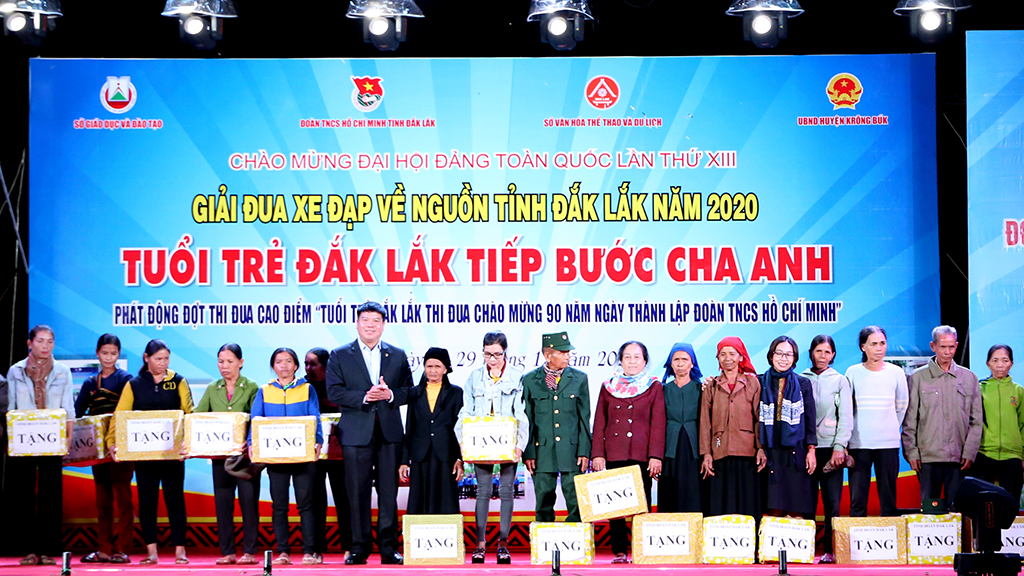 SỞ GIÁO DỤC VÀ ĐÀO TẠO
ĐOÀN TNCS HỒ CHÍ MINH TỈNH ĐẮK LẮK
SỞ VĂN HÓA THỂ THAO VÀ DU LỊCH
UBND HUYỆN KRÔNG BÚK
CHÀO MỪNG ĐẠI HỘI ĐẢNG TOÀN QUỐC LẦN THỨ XIII
GIẢI ĐUA XE ĐẠP VỀ NGUỒN TỈNH ĐẮK LẮK NĂM 2020
TUỔI TRẺ ĐẮK LẮK TIẾP BƯỚC CHA ANH
PHÁT ĐỘNG ĐỢT THI ĐUA CAO ĐIỂM "TUỔI TRẺ ĐẮK LẮK THI ĐUA CHÀO MỪNG 90 NĂM NGÀY THÀNH LẬP ĐOÀN TNCS HỒ CHÍ MINH"
29
TẶNG
TẶNG
TẶNG
TẶNG
TẶNG
TẶNG
TẶNG
TẶNG
TẶNG
TẶNG
TẶNG
TẶNG
TẶNG
TẶNG